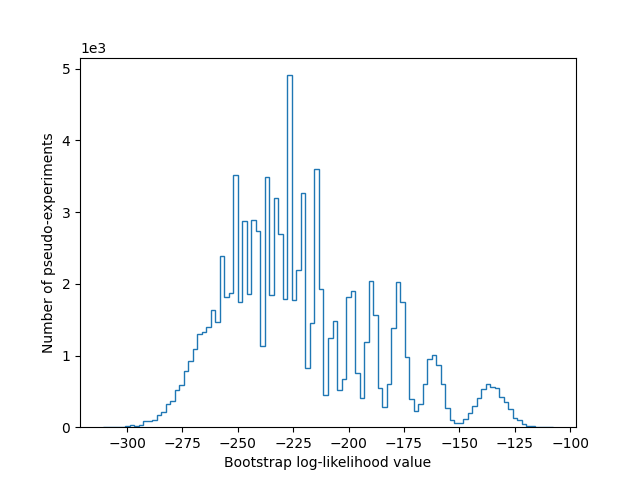 1e3
5
4
3
2
1
0
Number of pseudo-experiments
−300 −275 −250 −225 −200 −175 −150 −125 −100
Bootstrap log-likelihood value